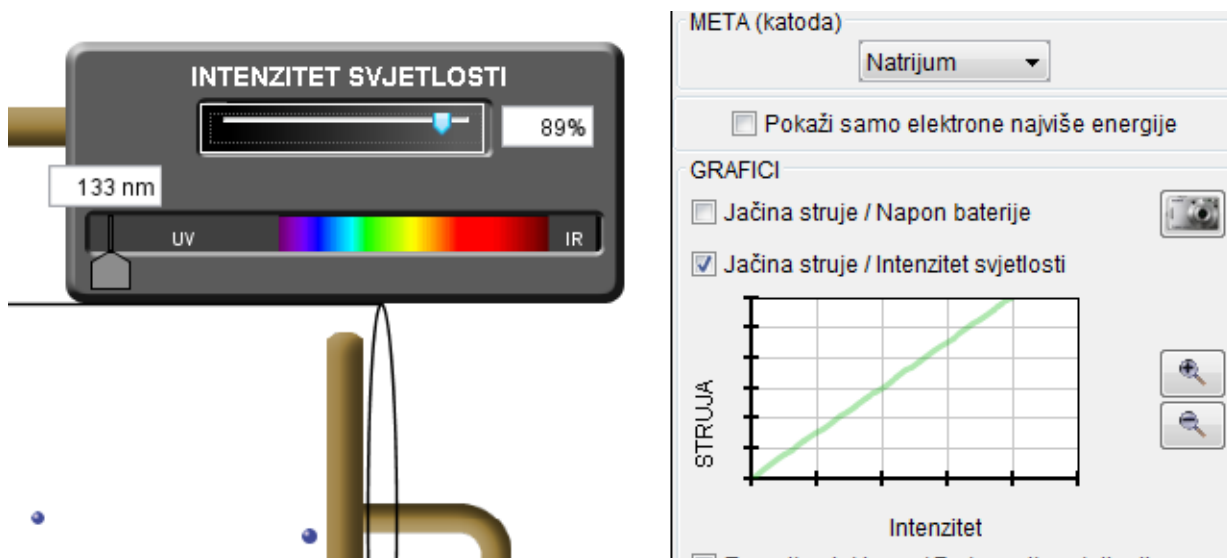 INTENZITET SVJETLOSTI
89%
133 nm
UV
IR
META (katoda)
Natrijum
Pokaži samo elektrone najviše energije
GRAFICI
Jačina struje / Napon baterije
Jačina struje / Intenzitet svjetlosti
STRUJA
Intenzitet